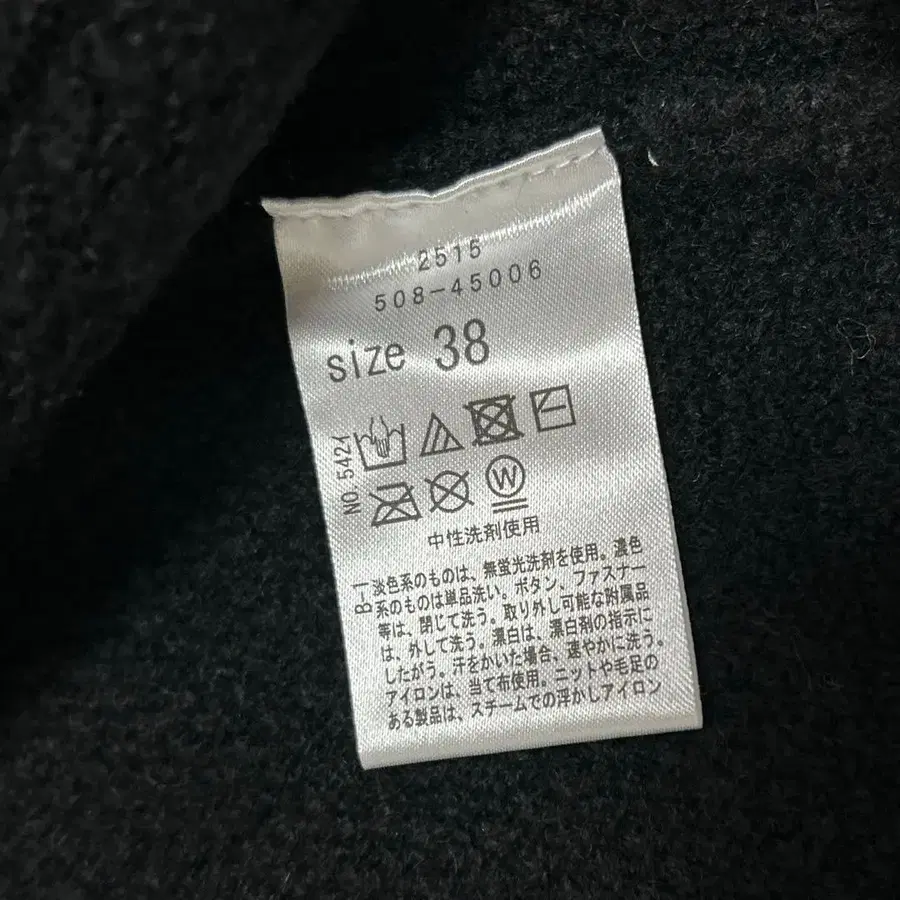 2515
508-45006
size 38
NO.5424
W
中性洗剤使用
B-1
淡色系のものは、無蛍光洗剤を使用。濃色
系のものは単品洗い。ボタン、ファスナー
等は、閉じて洗う。取り外し可能な附属品
は、外して洗う。漂白は、漂白剤の指示に
したがう。汗をかいた場合、速やかに洗う。
アイロンは、当て布使用。ニットや毛足の
ある製品は、スチームでの浮かしアイロン